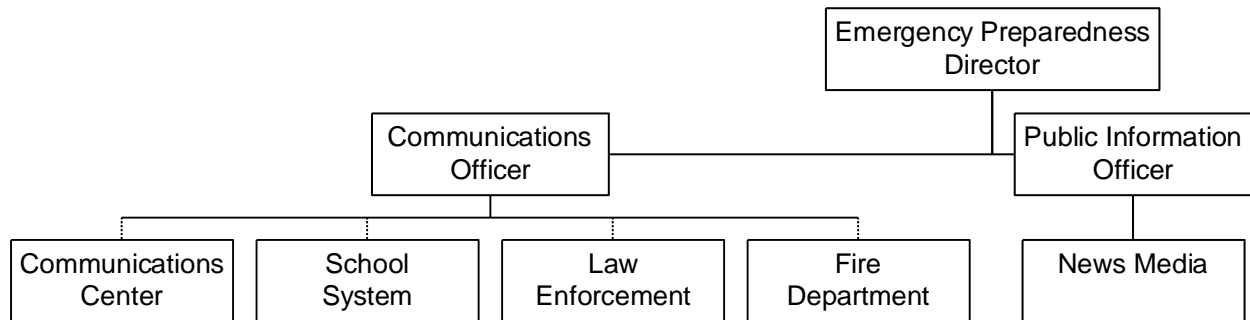 Emergency Preparedness
Director
Communications
Officer
Public Information
Officer
Communications
Center
School
System
Law
Enforcement
Fire
Department
News Media